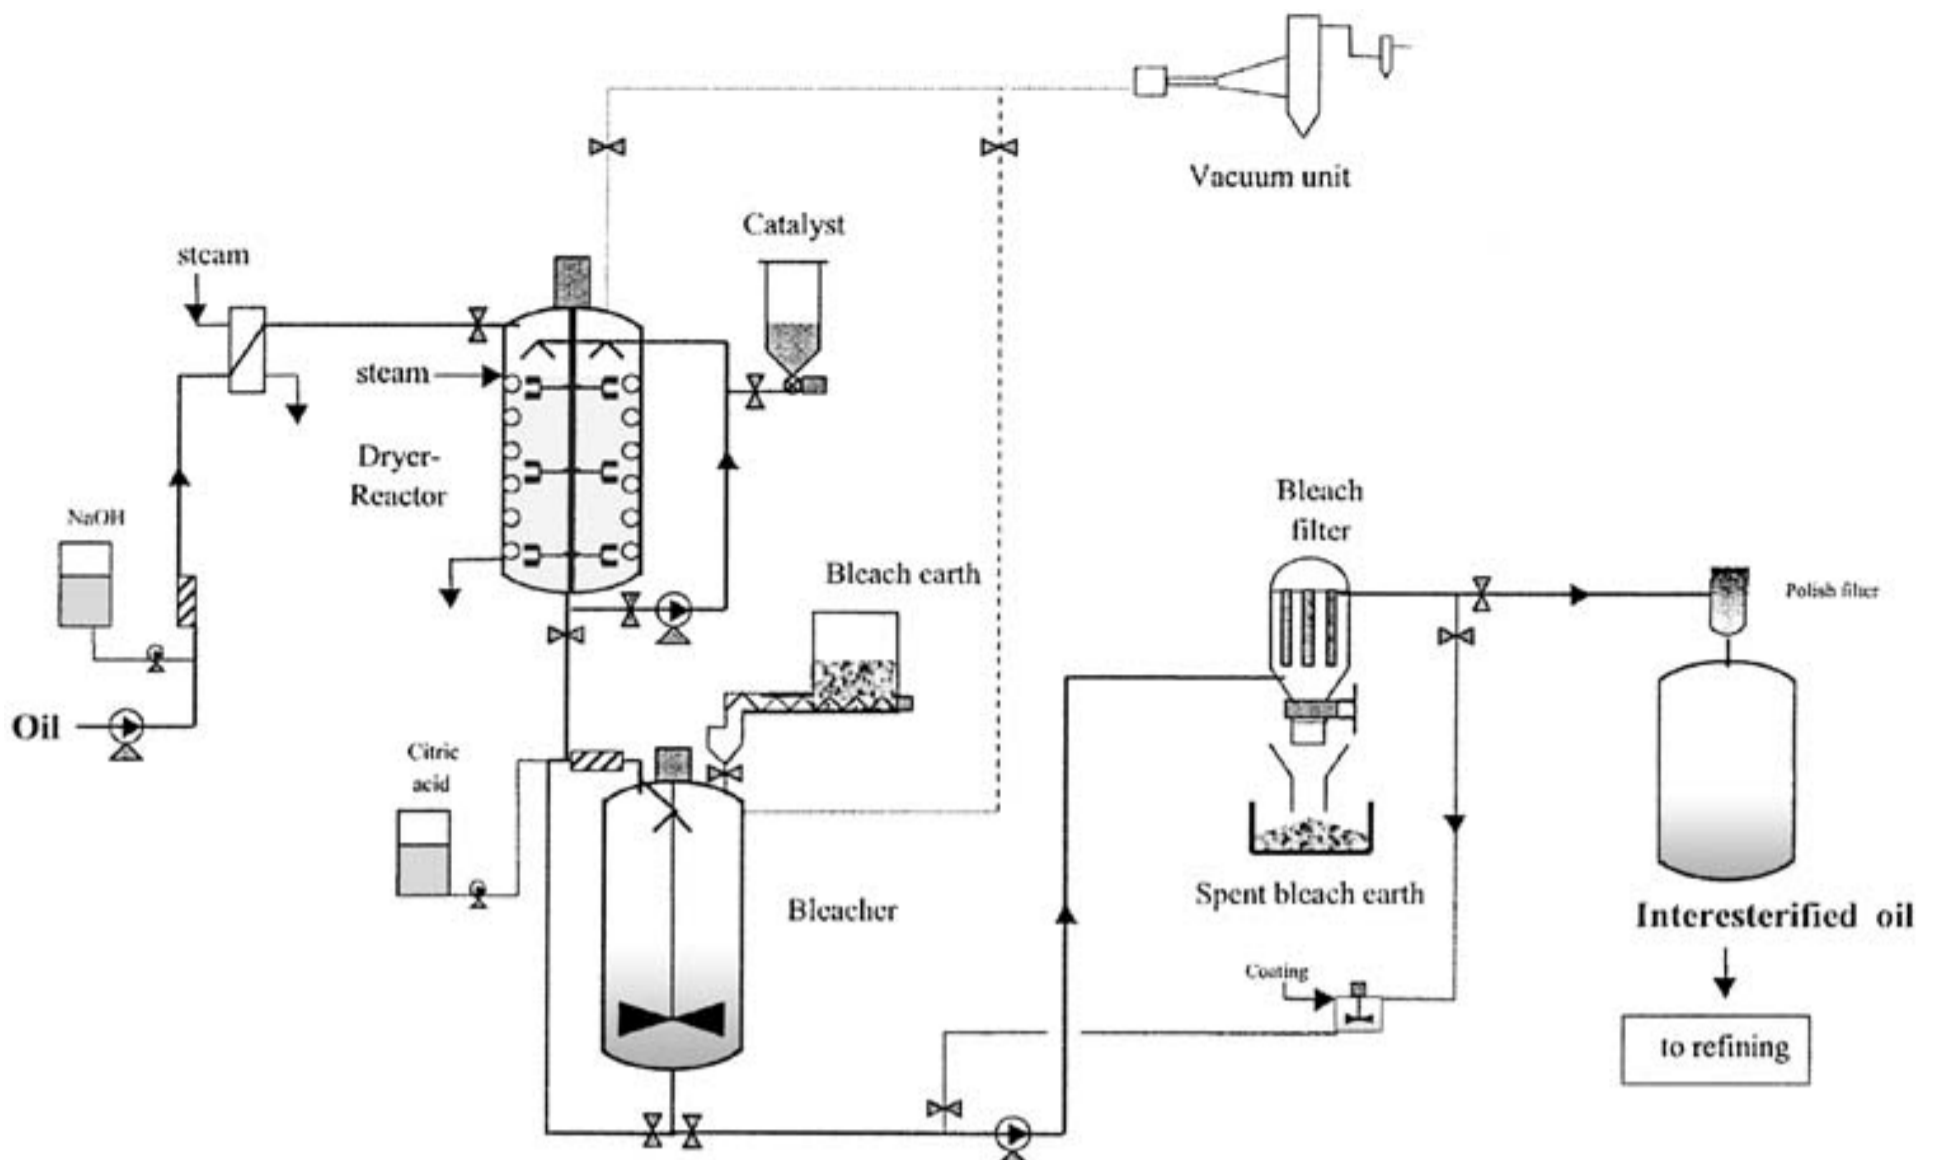 Vacuum unit
Catalyst
steam
steam
Dryer-
Reactor
NaOH
Bleach earth
Bleach
filter
Polish filter
Oil
Citric
acid
Bleacher
Spent bleach earth
Interesterified oil
Coating
to refining